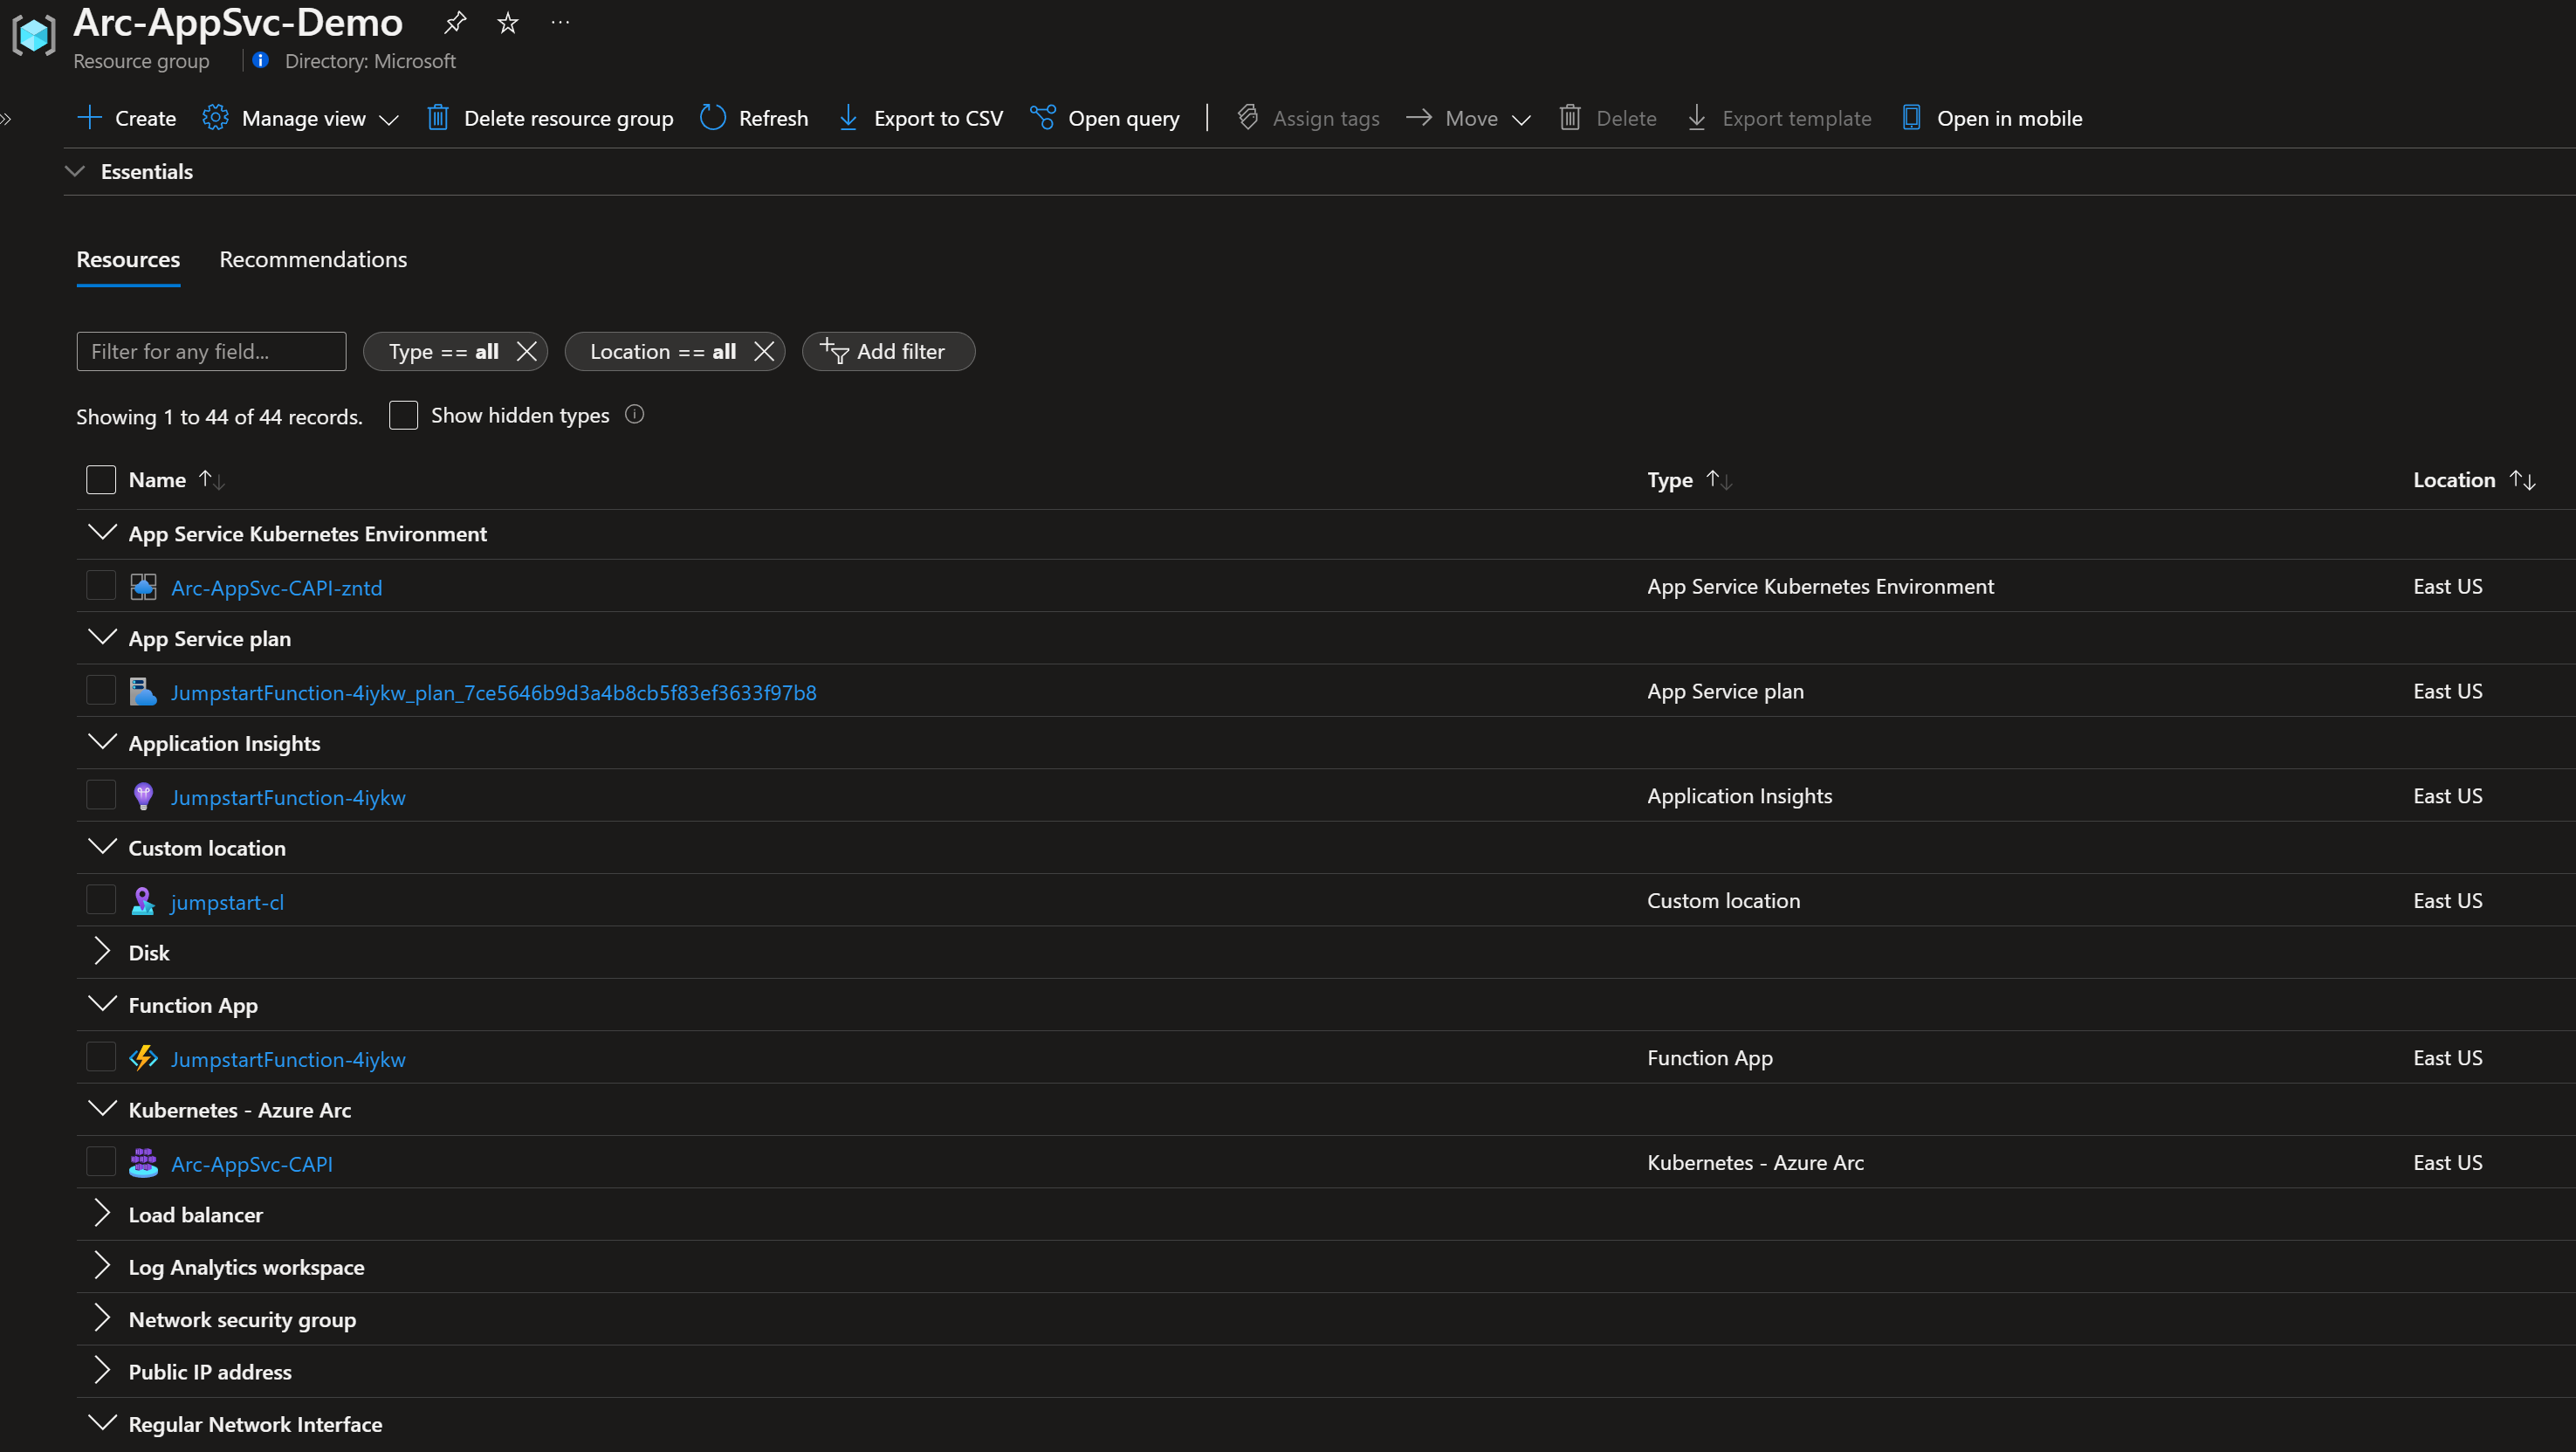 Arc-AppSvc-Demo
Resource group
Directory: Microsoft
Create Manage view Delete resource group Refresh Export to CSV Open query Assign tags Move Delete Export template Open in mobile
Essentials
Resources Recommendations
Filter for any field... Type == all Location == all Add filter
Showing 1 to 44 of 44 records. Show hidden types
Name Type Location
App Service Kubernetes Environment
Arc-AppSvc-CAPI-zntd App Service Kubernetes Environment East US
App Service plan
JumpstartFunction-4iykw_plan_7ce5646b9d3a4b8cb5f83ef3633f97b8 App Service plan East US
Application Insights
JumpstartFunction-4iykw Application Insights East US
Custom location
jumpstart-cl Custom location East US
Disk
Function App
JumpstartFunction-4iykw Function App East US
Kubernetes - Azure Arc
Arc-AppSvc-CAPI Kubernetes - Azure Arc East US
Load balancer
Log Analytics workspace
Network security group
Public IP address
Regular Network Interface